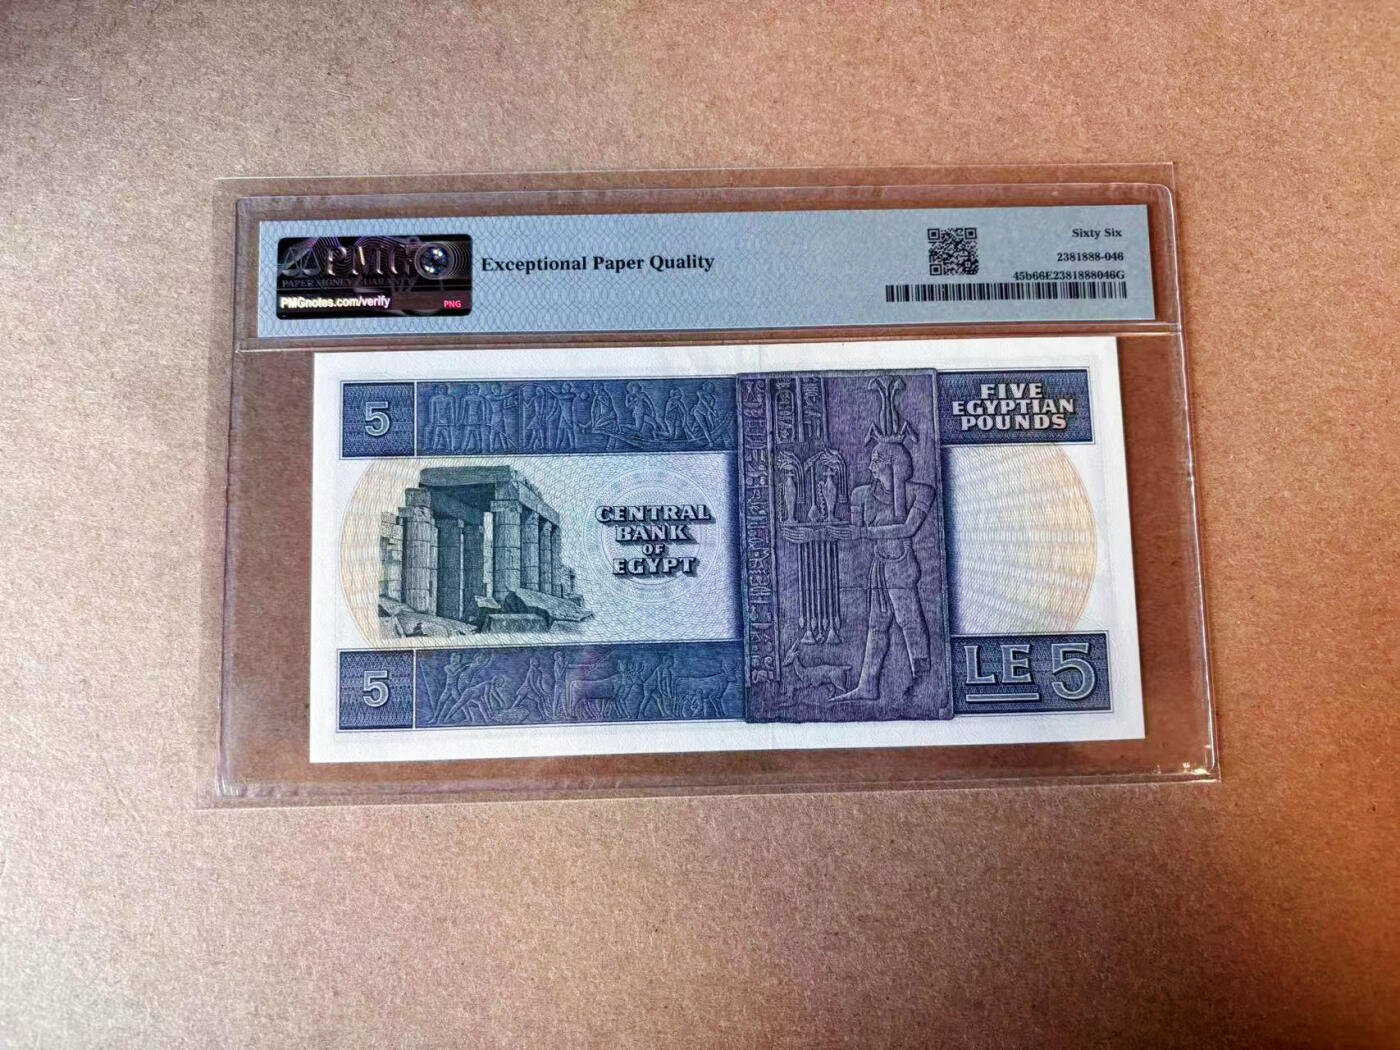 PMG
PAPER MONEY GUARANTY
PMGnotes.com/verify
PNG
Exceptional Paper Quality
Sixty Six
2381888-046
45b66E2381888046G
5
FIVE
EGYPTIAN
POUNDS
CENTRAL
BANK
OF
EGYPT
5
LE 5